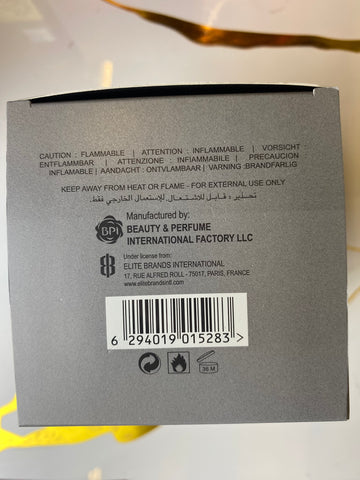 CAUTION : FLAMMABLE | ATTENTION : INFLAMMABLE | VORSICHT
ENTFLAMMBAR | ATTENZIONE : INFIAMMABILE | PRECAUCION
INFLAMABLE | AANDACHT : ONTVLAMBAAR | VARNING :BRANDFARLIG
KEEP AWAY FROM HEAT OR FLAME - FOR EXTERNAL USE ONLY
تحذير : قابل للاشتعال. للإستعمال الخارجي فقط.
Manufactured by:
BPI
BEAUTY & PERFUME
INTERNATIONAL FACTORY LLC
Under license from:
ELITE BRANDS INTERNATIONAL
17, RUE ALFRED ROLL - 75017, PARIS, FRANCE
www.elitebrandsintl.com
6 294019 015283 >
36 M